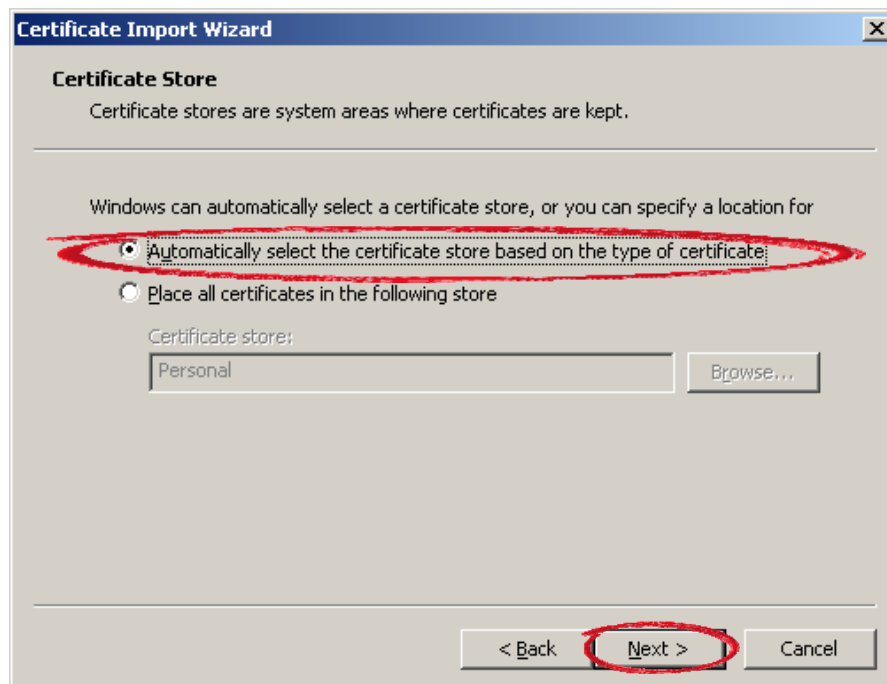 Certificate Import Wizard
Certificate Store
Certificate stores are system areas where certificates are kept.
Windows can automatically select a certificate store, or you can specify a location for
Automatically select the certificate store based on the type of certificate
Place all certificates in the following store
Certificate store:
Personal
Browse...
< Back
Next >
Cancel